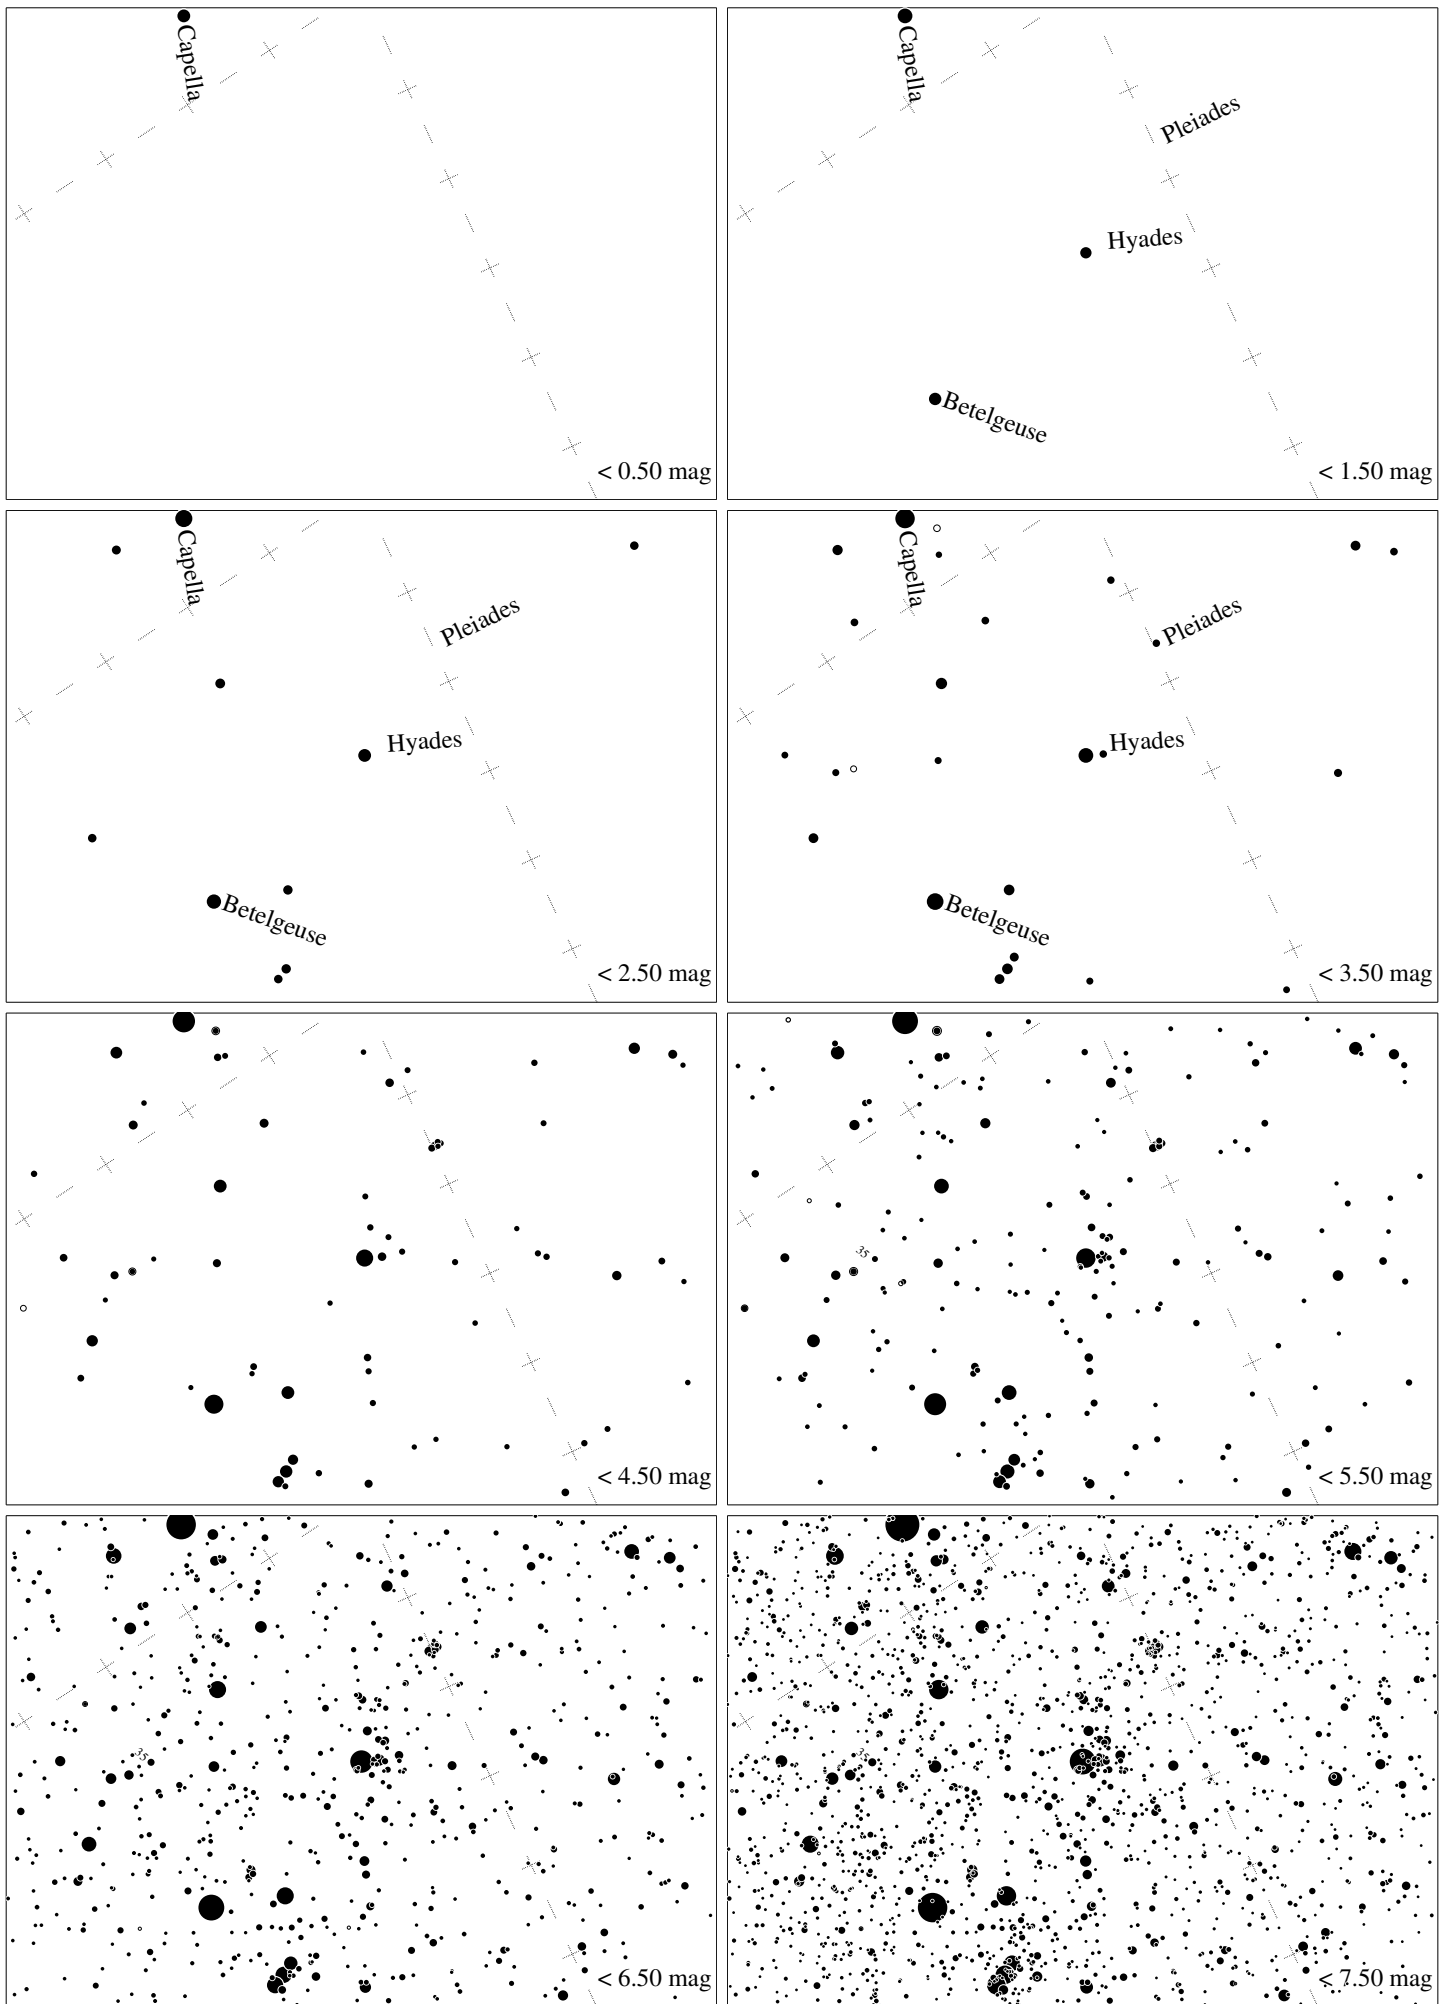 Capella
< 0.50 mag
Capella
Pleiades
Hyades
Betelgeuse
< 1.50 mag
Capella
Pleiades
Hyades
Betelgeuse
< 2.50 mag
Capella
Pleiades
Hyades
Betelgeuse
< 3.50 mag
< 4.50 mag
35
< 5.50 mag
35
< 6.50 mag
35
< 7.50 mag